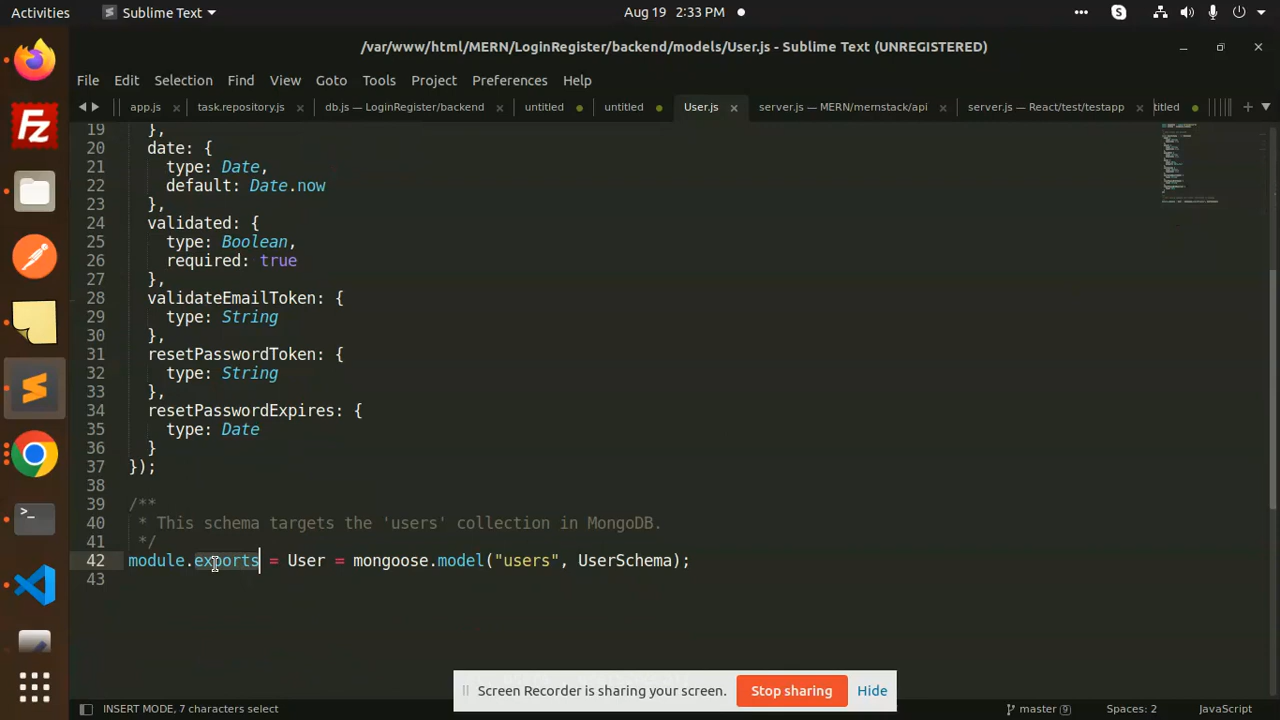 Activities
Sublime Text
Aug 19 2:33 PM
/var/www/html/MERN/LoginRegister/backend/models/User.js - Sublime Text (UNREGISTERED)
File Edit Selection Find View Goto Tools Project Preferences Help
app.js task.repository.js db.js — LoginRegister/backend untitled untitled User.js server.js — MERN/mernstack/api server.js — React/test/testapp titled
19 },
20 date: {
21 type: Date,
22 default: Date.now
23 },
24 validated: {
25 type: Boolean,
26 required: true
27 },
28 validateEmailToken: {
29 type: String
30 },
31 resetPasswordToken: {
32 type: String
33 },
34 resetPasswordExpires: {
35 type: Date
36 }
37 });
38
39 /**
40 * This schema targets the 'users' collection in MongoDB.
41 */
42 module.exports = User = mongoose.model("users", UserSchema);
43
Screen Recorder is sharing your screen. Stop sharing Hide
INSERT MODE, 7 characters select master 9 Spaces: 2 JavaScript